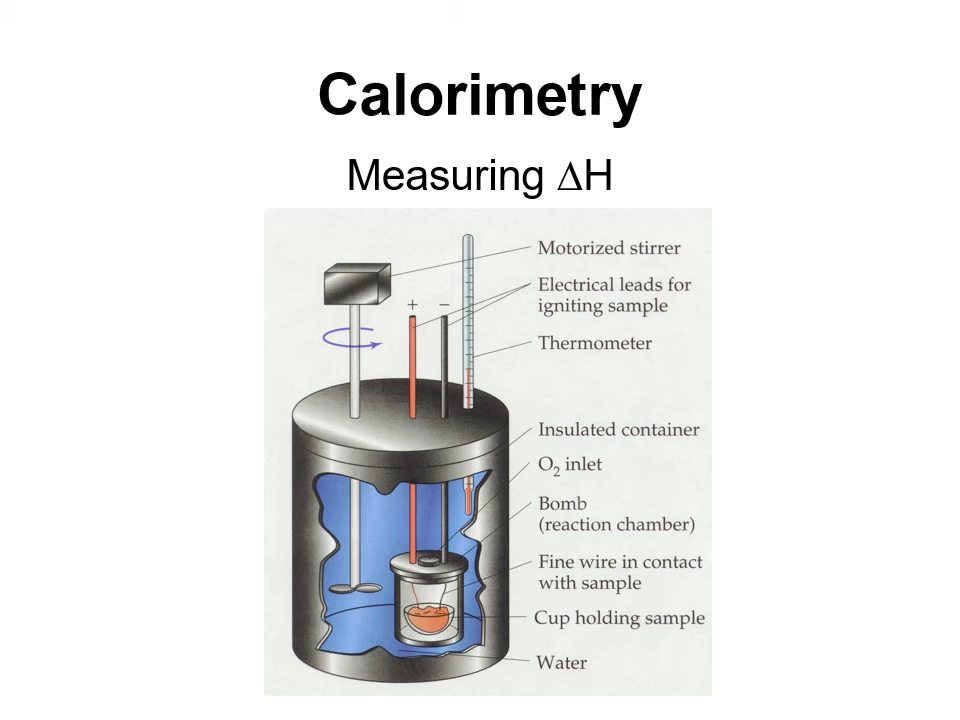 Calorimetry
Measuring ΔH
Motorized stirrer
+ −
Electrical leads for
igniting sample
Thermometer
Insulated container
O₂ inlet
Bomb
(reaction chamber)
Fine wire in contact
with sample
Cup holding sample
Water